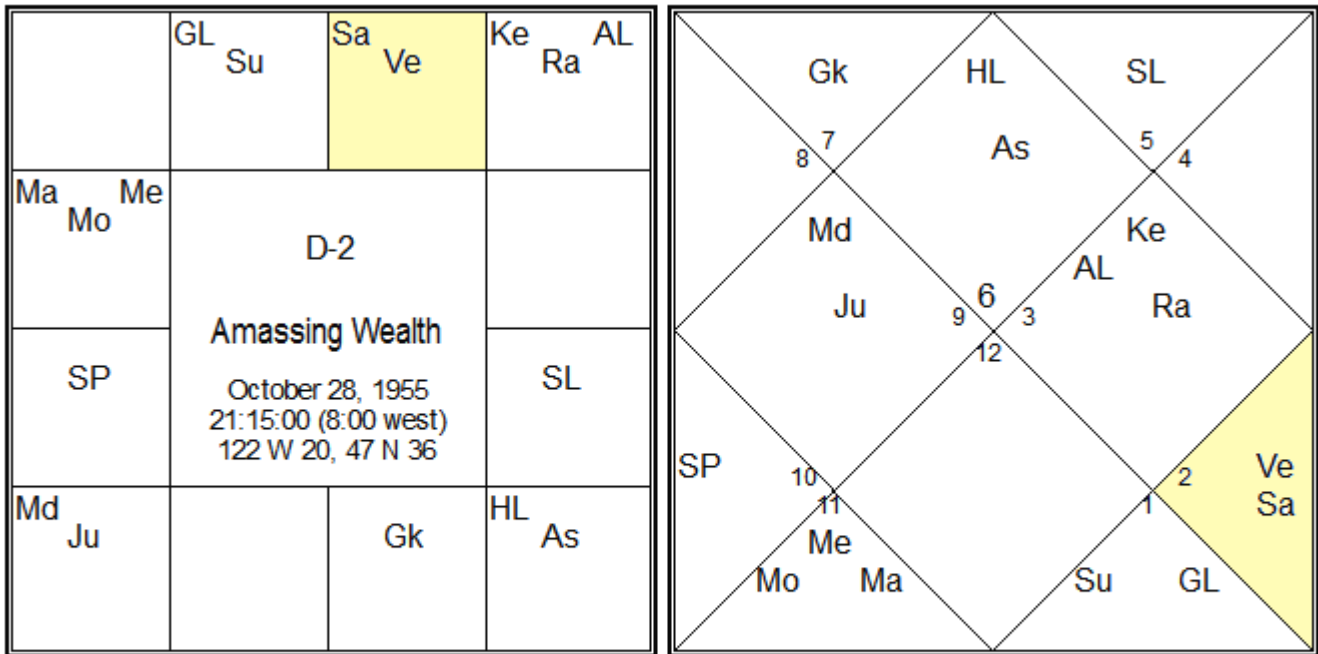 GL Su
Sa Ve
Ke AL
Ra
Ma Me
Mo
D-2
Amassing Wealth
October 28, 1955
21:15:00 (8:00 west)
122 W 20, 47 N 36
SP
SL
Md
Ju
Gk
HL
As
Gk HL SL
As
7 5
8 4
Md Ke
AL
Ju Ra
6
9 3
12
SP Ve
10 2
Sa
11 1
Me
Mo Ma Su GL